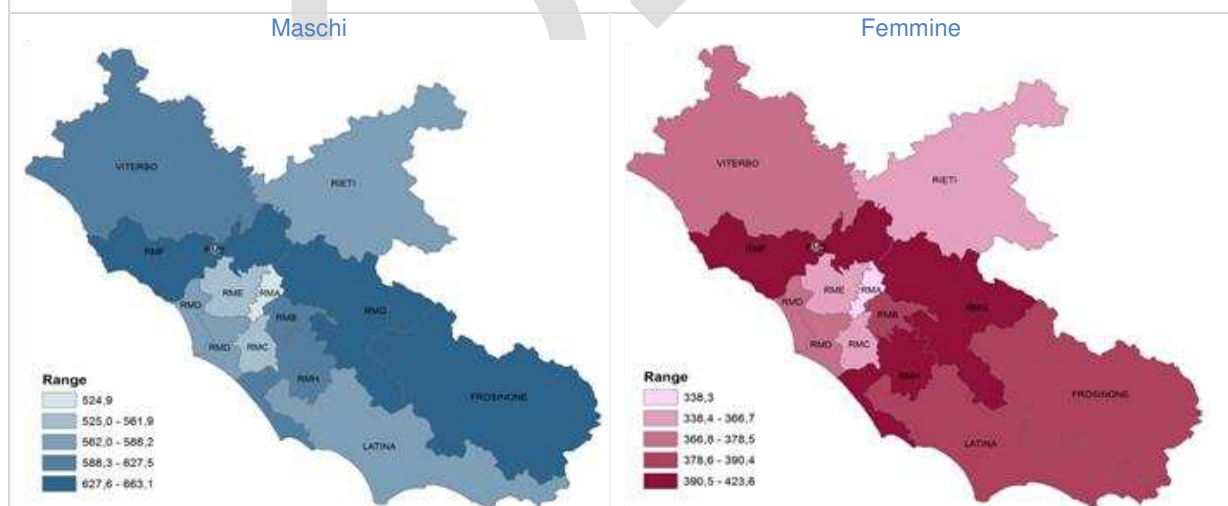 Maschi
VITERBO
RIETI
RMF
RME
RMA
RMD
RMG
RMB
RMD
RMC
RMH
FROSINONE
LATINA
Range
524,9
525,0 - 561,9
562,0 - 588,2
588,3 - 627,5
627,6 - 663,1
Femmine
VITERBO
RIETI
RMF
RME
RMA
RMD
RMG
RMB
RMD
RMC
RMH
FROSINONE
LATINA
Range
338,3
338,4 - 366,7
366,8 - 378,5
378,6 - 390,4
390,5 - 423,6